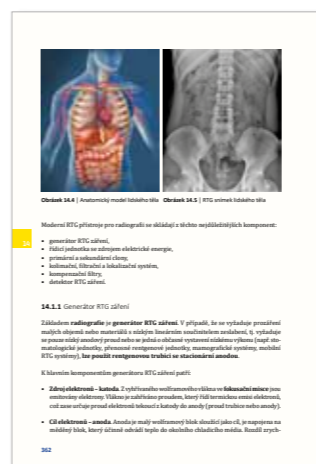 Obrázek 14.4 | Anatomický model lidského těla Obrázek 14.5 | RTG snímek lidského těla
Moderní RTG přístroje pro radiografii se skládají z těchto nejdůležitějších komponent:
14
• generátor RTG záření,
• řídicí jednotka se zdrojem elektrické energie,
• primární a sekundární clony,
• kolimační, filtrační a lokalizační systém,
• kompenzační filtry,
• detektor RTG záření.
14.1.1 Generátor RTG záření
Základem radiografie je generátor RTG záření. V případě, že se vyžaduje prozáření
malých objemů nebo materiálů s nízkým lineárním součinitelem zeslabení, tj. vyžaduje
se pouze nízký anodový proud nebo se jedná o občasné vystavení nízkému výkonu (např. sto-
matologické jednotky, přenosné rentgenové jednotky, mamografické systémy, mobilní
RTG systémy), lze použít rentgenovou trubici se stacionární anodou.
K hlavním komponentům generátoru RTG záření patří:
• Zdroj elektronů – katoda. Z vyhřívaného wolframového vlákna ve fokusační misce jsou
emitovány elektrony. Vlákno je zahříváno proudem, který řídí termickou emisi elektronů,
což zase určuje proud elektronů tekoucí z katody do anody (proud trubice nebo anody).
• Cíl elektronů – anoda. Anoda je malý wolframový blok sloužící jako cíl, je napojena na
měděný blok, který účinně odvádí teplo do okolního chladicího média. Rozdíl zrych-
362